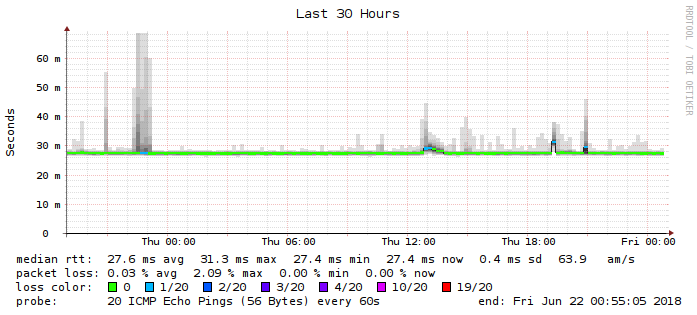 Last 30 Hours
RRDTOOL / TOBI OETIKER
Seconds
60 m
50 m
40 m
30 m
20 m
10 m
0
Thu 00:00 Thu 06:00 Thu 12:00 Thu 18:00 Fri 00:00
median rtt: 27.6 ms avg 31.3 ms max 27.4 ms min 27.4 ms now 0.4 ms sd 63.9 am/s
packet loss: 0.03 % avg 2.09 % max 0.00 % min 0.00 % now
loss color: 0 1/20 2/20 3/20 4/20 10/20 19/20
probe: 20 ICMP Echo Pings (56 Bytes) every 60s end: Fri Jun 22 00:55:05 2018